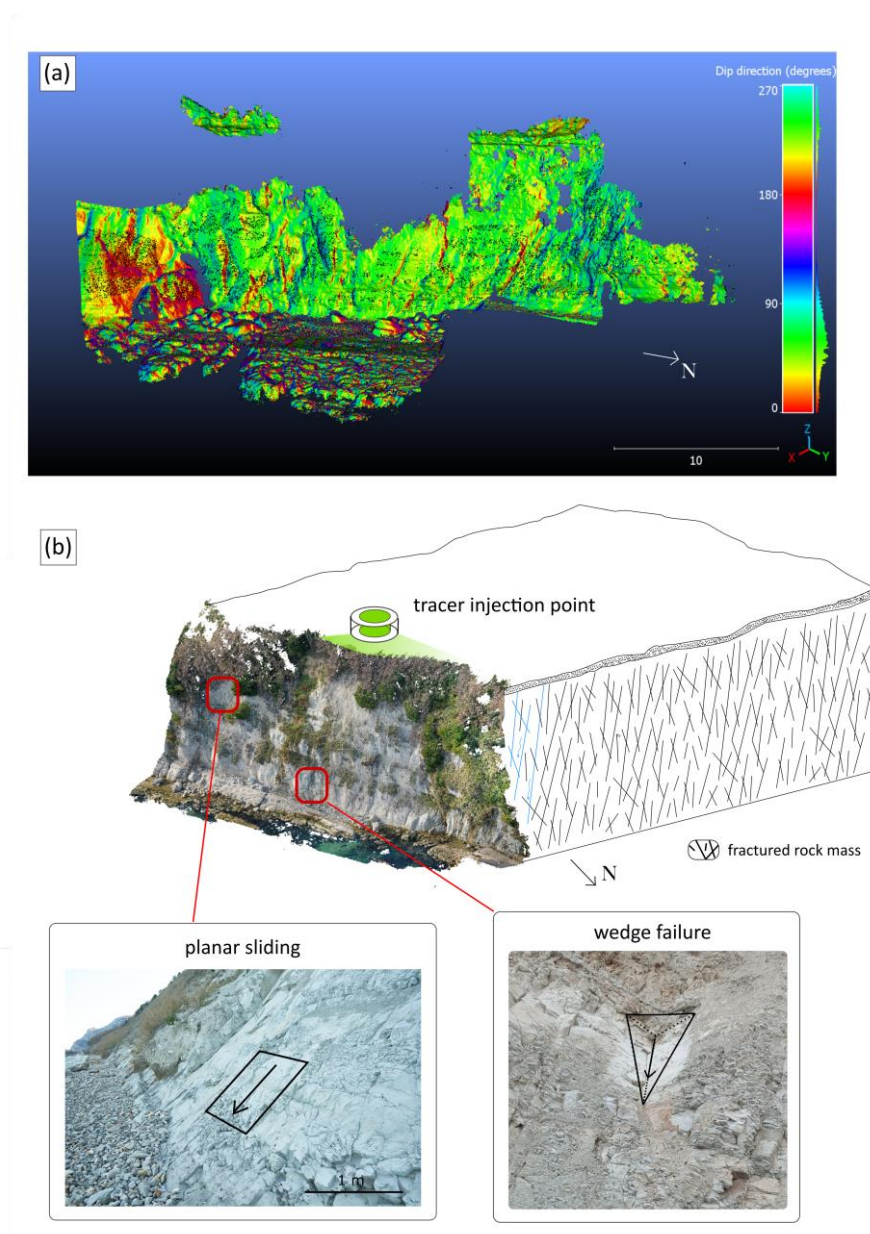 (a)
Dip direction (degrees)
270
180
90
0
N
10
Z
X
Y
(b)
tracer injection point
fractured rock mass
N
planar sliding
wedge failure
1 m